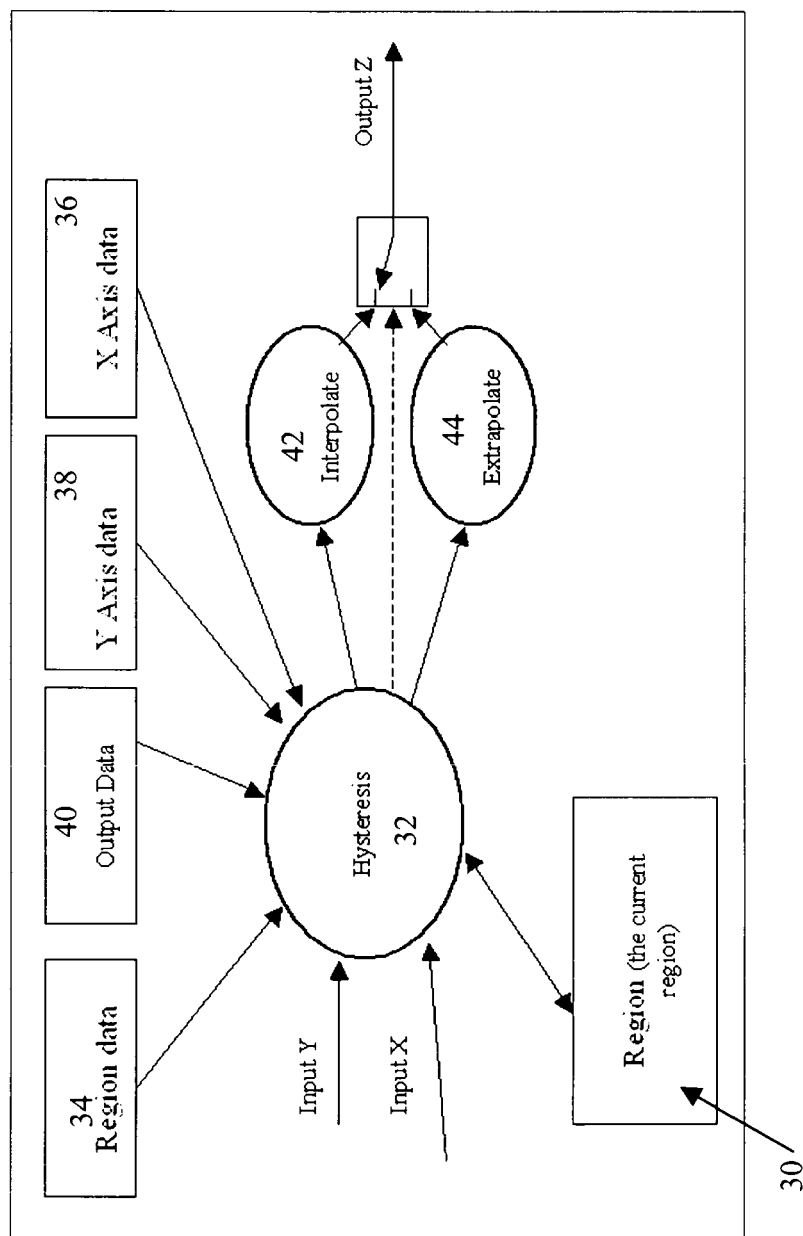 34
Region data
40
Output Data
38
Y Axis data
36
X Axis data
Input Y
Input X
Hysteresis
32
42
Interpolate
44
Extrapolate
Output Z
Region (the current
region)
30